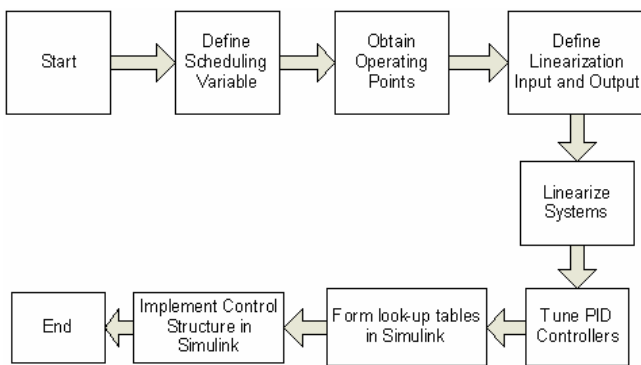 Start
Define
Scheduling
Variable
Obtain
Operating
Points
Define
Linearization
Input and Output
Linearize
Systems
Tune PID
Controllers
Form look-up tables
in Simulink
Implement Control
Structure in
Simulink
End